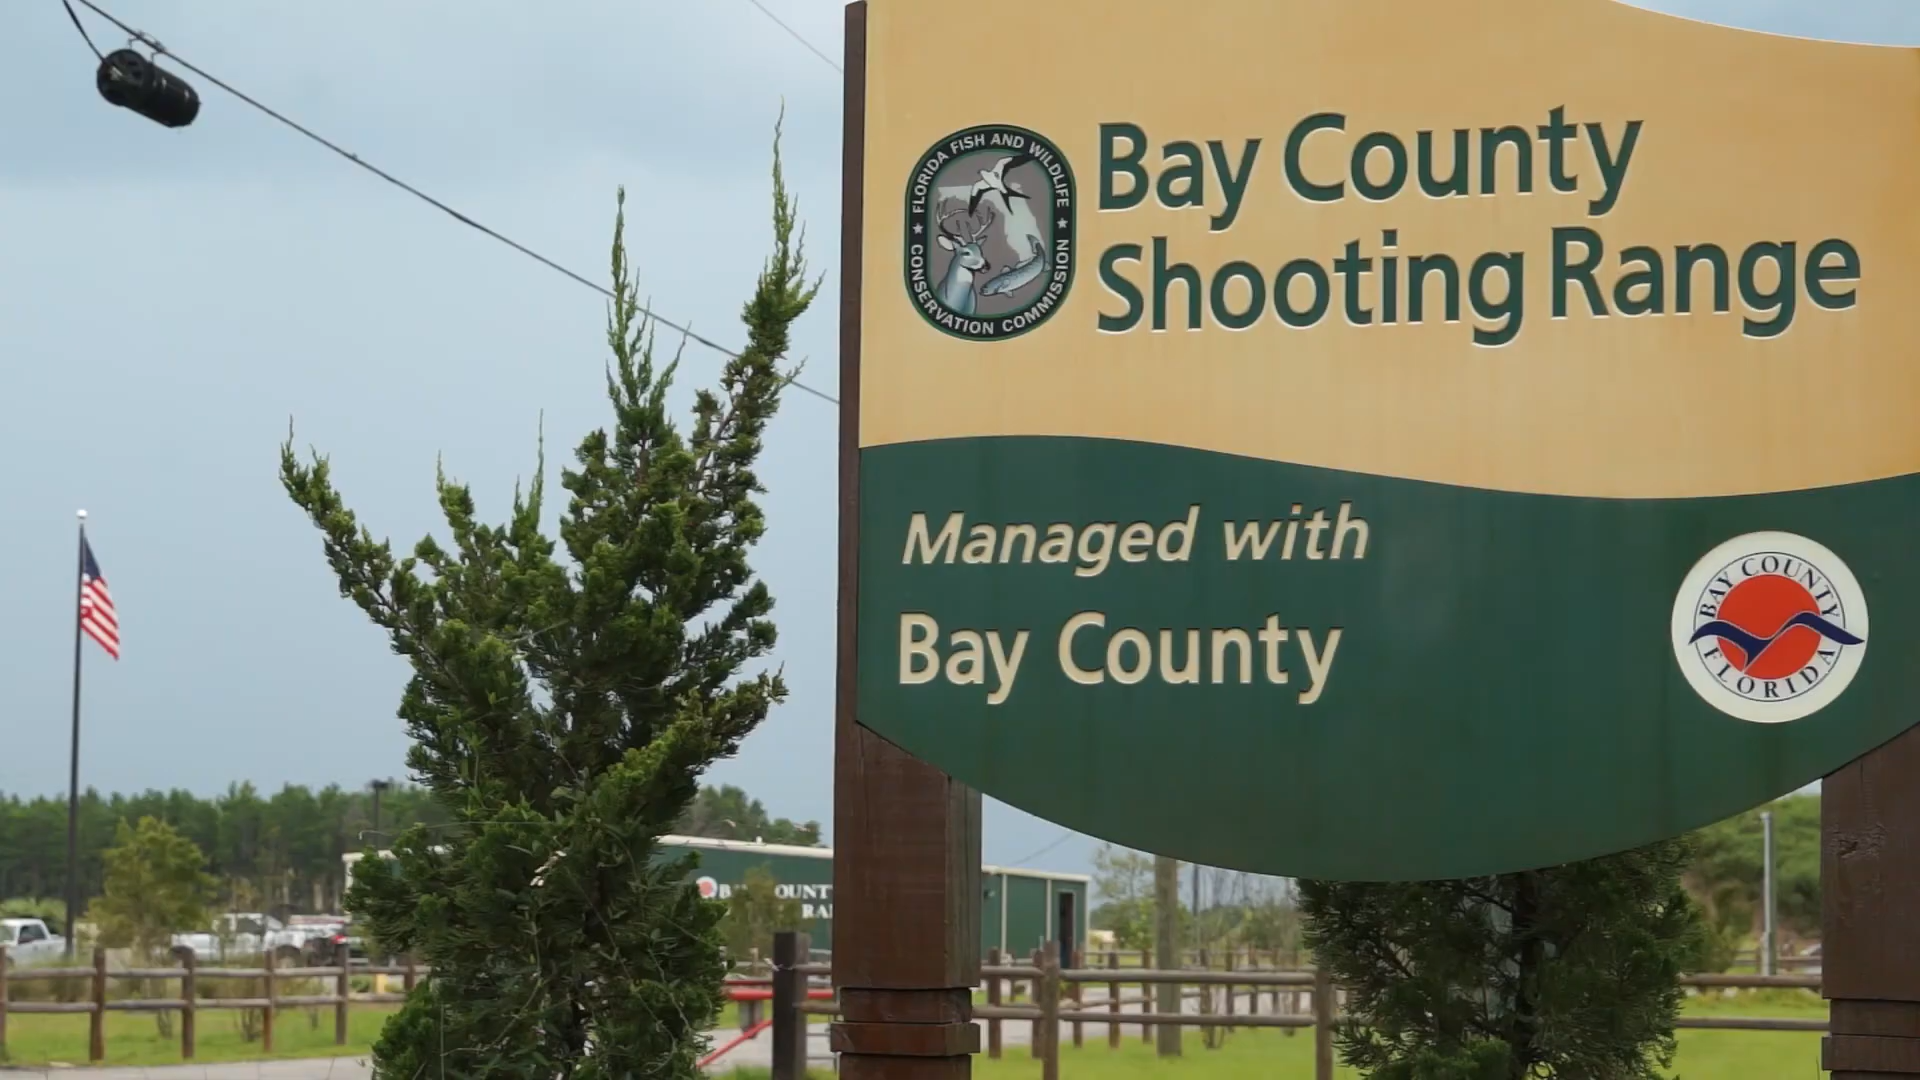 FLORIDA FISH AND WILDLIFE
CONSERVATION COMMISSION
Bay County
Shooting Range
Managed with
Bay County
BAY COUNTY
FLORIDA